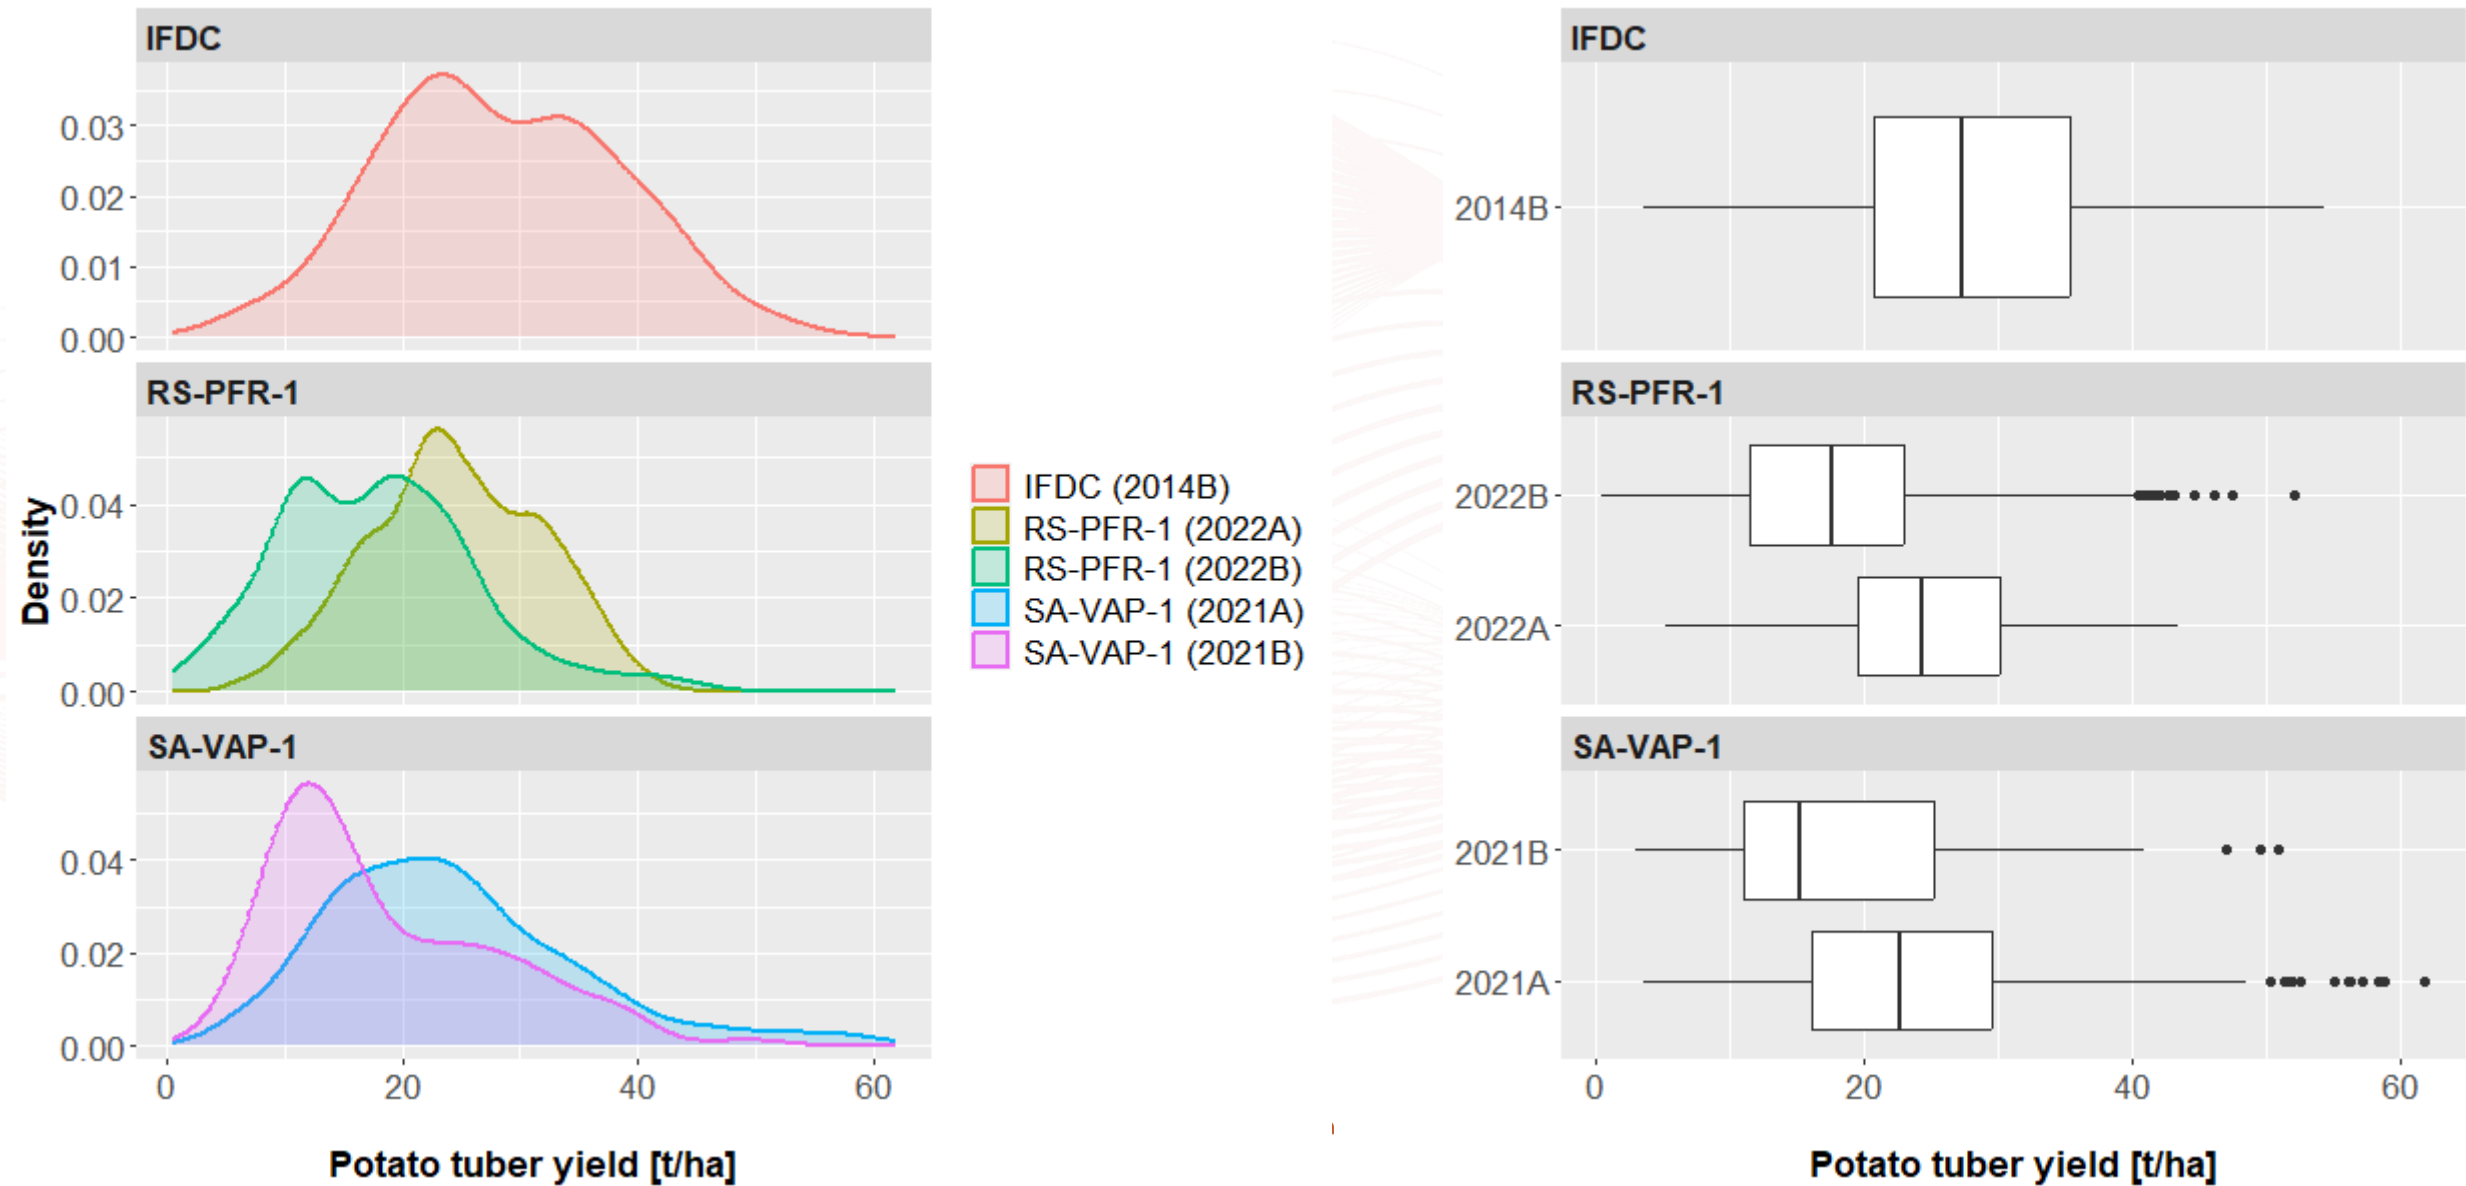 IFDC
0.03
0.02
0.01
0.00
RS-PFR-1
0.04
0.02
0.00
SA-VAP-1
0.04
0.02
0.00
Density
0 20 40 60
Potato tuber yield [t/ha]
IFDC (2014B)
RS-PFR-1 (2022A)
RS-PFR-1 (2022B)
SA-VAP-1 (2021A)
SA-VAP-1 (2021B)
IFDC
2014B
RS-PFR-1
2022B
2022A
SA-VAP-1
2021B
2021A
0 20 40 60
Potato tuber yield [t/ha]